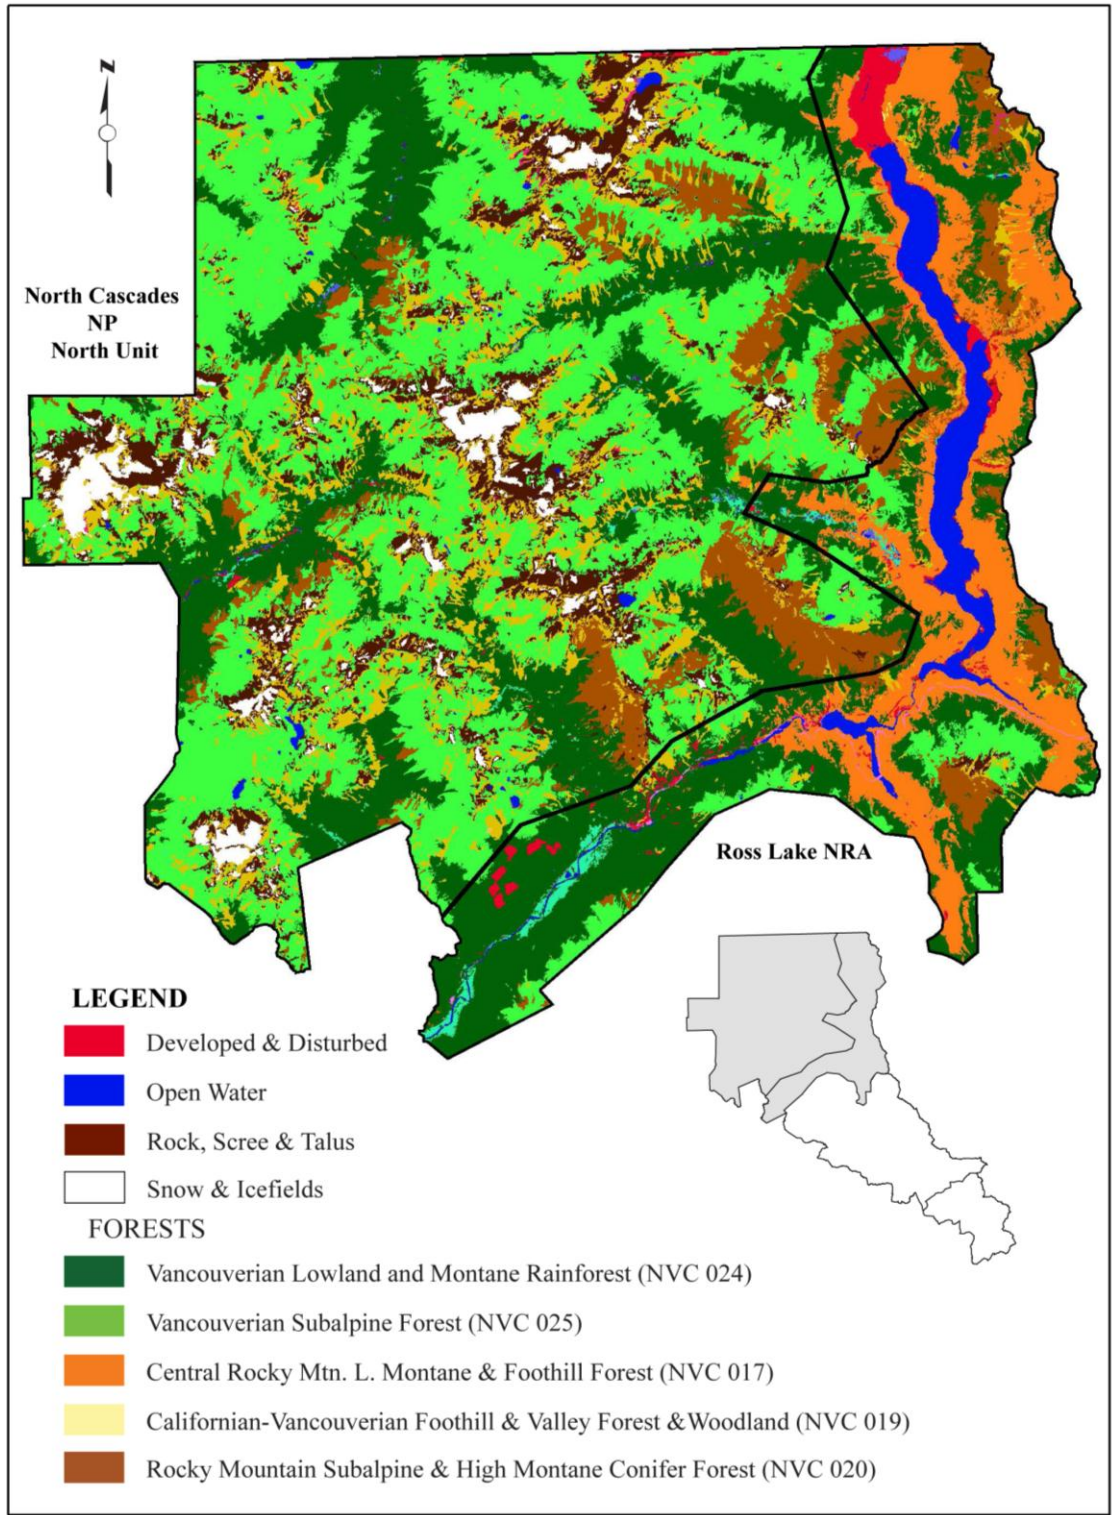 N
North Cascades
NP
North Unit
Ross Lake NRA
LEGEND
Developed & Disturbed
Open Water
Rock, Scree & Talus
Snow & Icefields
FORESTS
Vancouverian Lowland and Montane Rainforest (NVC 024)
Vancouverian Subalpine Forest (NVC 025)
Central Rocky Mtn. L. Montane & Foothill Forest (NVC 017)
Californian-Vancouverian Foothill & Valley Forest &Woodland (NVC 019)
Rocky Mountain Subalpine & High Montane Conifer Forest (NVC 020)